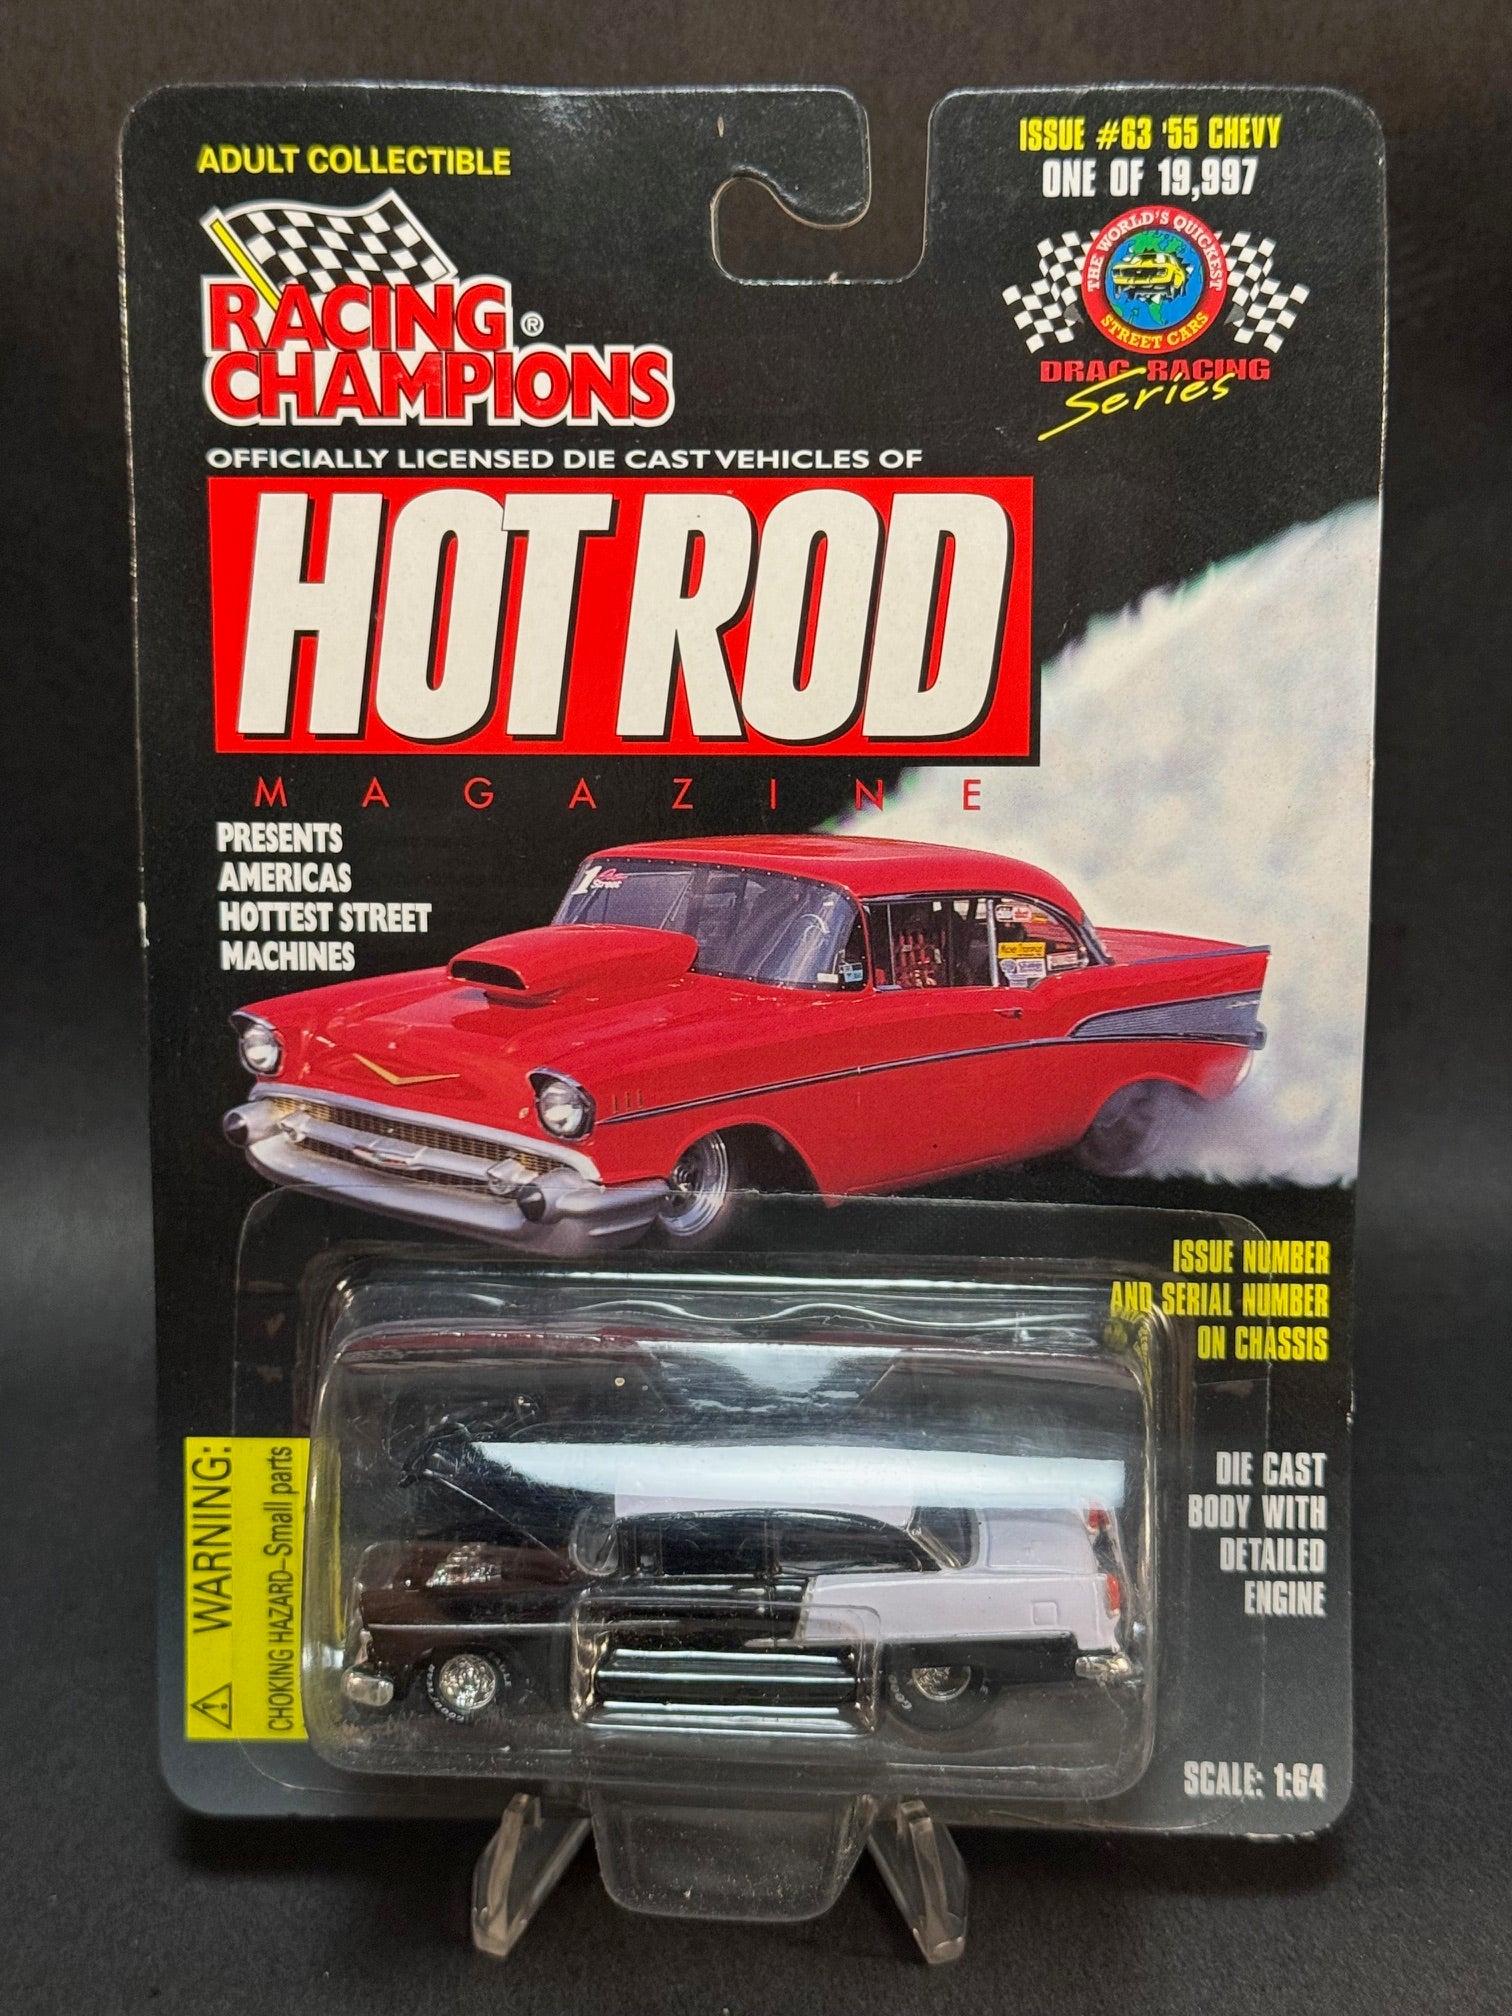 ADULT COLLECTIBLE
ISSUE #63 '55 CHEVY
ONE OF 19,997
THE WORLD'S QUICKEST
STREET CARS
DRAG RACING
Series
RACING ®
CHAMPIONS
OFFICIALLY LICENSED DIE CAST VEHICLES OF
HOT ROD
MAGAZINE
PRESENTS
AMERICAS
HOTTEST STREET
MACHINES
1
Street
ISSUE NUMBER
AND SERIAL NUMBER
ON CHASSIS
DIE CAST
BODY WITH
DETAILED
ENGINE
WARNING:
CHOKING HAZARD–Small parts
SCALE: 1:64